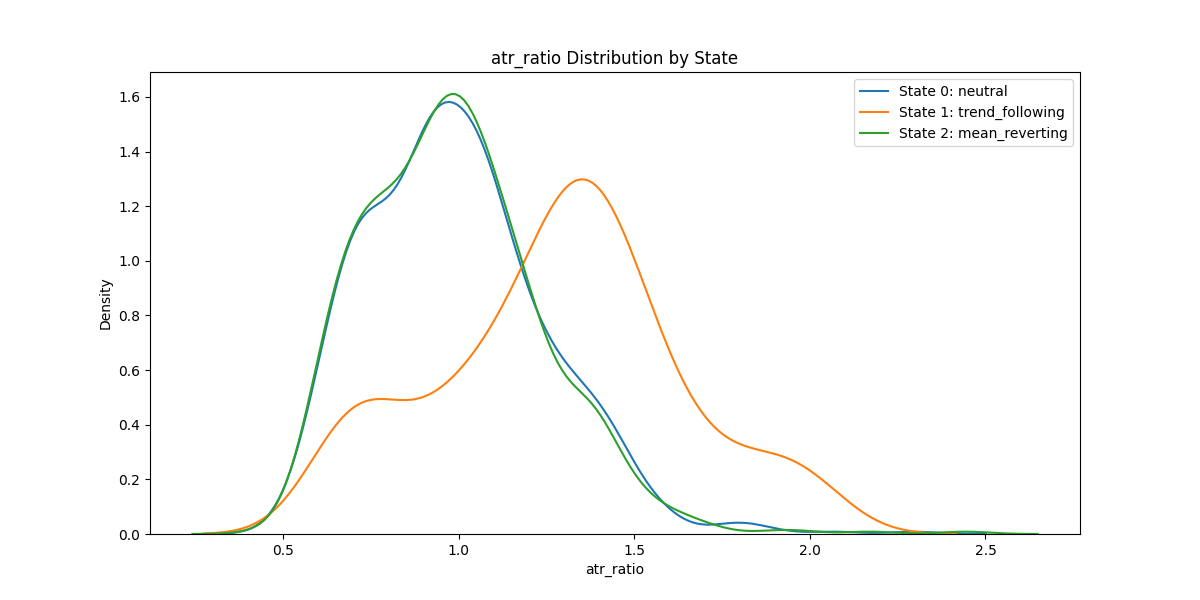 atr_ratio Distribution by State
State 0: neutral
State 1: trend_following
State 2: mean_reverting
Density
1.6
1.4
1.2
1.0
0.8
0.6
0.4
0.2
0.0
0.5
1.0
1.5
2.0
2.5
atr_ratio